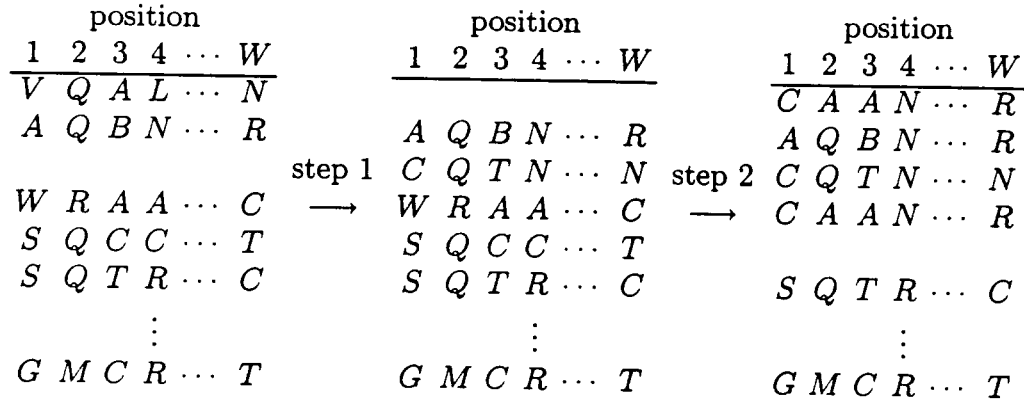 position
1 2 3 4 ⋯ W
V Q A L ⋯ N
A Q B N ⋯ R
W R A A ⋯ C
S Q C C ⋯ T
S Q T R ⋯ C
⋮
G M C R ⋯ T
step 1
⟶
position
1 2 3 4 ⋯ W
A Q B N ⋯ R
C Q T N ⋯ N
W R A A ⋯ C
S Q C C ⋯ T
S Q T R ⋯ C
⋮
G M C R ⋯ T
step 2
⟶
position
1 2 3 4 ⋯ W
C A A N ⋯ R
A Q B N ⋯ R
C Q T N ⋯ N
C A A N ⋯ R
S Q T R ⋯ C
⋮
G M C R ⋯ T